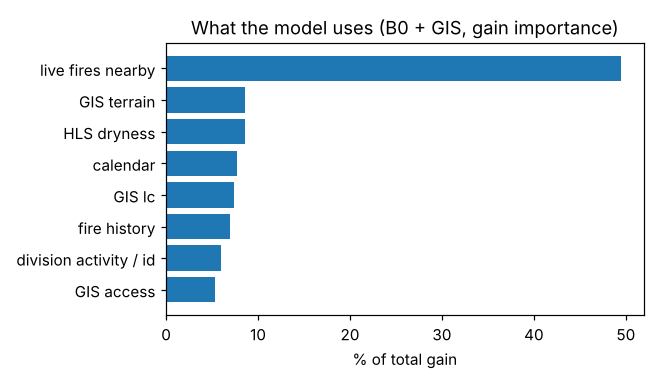 What the model uses (B0 + GIS, gain importance)
live fires nearby
GIS terrain
HLS dryness
calendar
GIS lc
fire history
division activity / id
GIS access
0 10 20 30 40 50
% of total gain